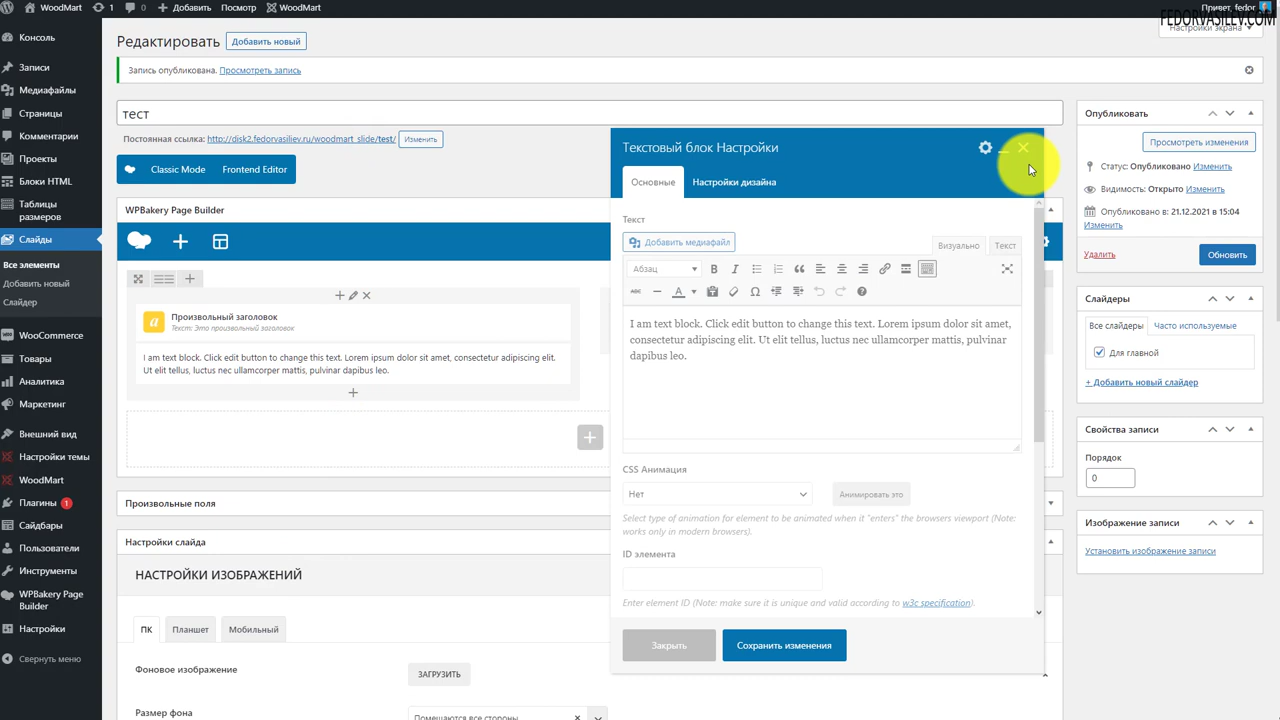 WoodMart
1
0
Добавить
Посмотр
WoodMart
Привет, fedor
FEDORVASILEV.COM
Настройки экрана
Консоль
Записи
Медиафайлы
Страницы
Комментарии
Проекты
Блоки HTML
Таблицы
размеров
Слайды
Все элементы
Добавить новый
Слайдер
WooCommerce
Товары
Аналитика
Маркетинг
Внешний вид
Настройки темы
WoodMart
Плагины 1
Сайдбары
Пользователи
Инструменты
WPBakery Page
Builder
Настройки
Свернуть меню
Редактировать
Добавить новый
Запись опубликована. Просмотреть запись
тест
Постоянная ссылка: http://disk2.fedorvasiliev.ru/woodmart_slide/test/ Изменить
Classic Mode
Frontend Editor
WPBakery Page Builder
Произвольный заголовок
Текст: Это произвольный заголовок
I am text block. Click edit button to change this text. Lorem ipsum dolor sit amet, consectetur adipiscing elit.
Ut elit tellus, luctus nec ullamcorper mattis, pulvinar dapibus leo.
Произвольные поля
Настройки слайда
НАСТРОЙКИ ИЗОБРАЖЕНИЙ
ПК
Планшет
Мобильный
Фоновое изображение
ЗАГРУЗИТЬ
Размер фона
Помещаются все стороны
Текстовый блок Настройки
Основные
Настройки дизайна
Текст
Добавить медиафайл
Визуально
Текст
Абзац
B
I
ABC
A
I am text block. Click edit button to change this text. Lorem ipsum dolor sit amet,
consectetur adipiscing elit. Ut elit tellus, luctus nec ullamcorper mattis, pulvinar
dapibus leo.
CSS Анимация
Нет
Анимировать это
Select type of animation for element to be animated when it "enters" the browsers viewport (Note:
works only in modern browsers).
ID элемента
Enter element ID (Note: make sure it is unique and valid according to w3c specification).
Закрыть
Сохранить изменения
Опубликовать
Просмотреть изменения
Статус: Опубликовано Изменить
Видимость: Открыто Изменить
Опубликовано в: 21.12.2021 в 15:04
Изменить
Удалить
Обновить
Слайдеры
Все слайдеры
Часто используемые
Для главной
+ Добавить новый слайдер
Свойства записи
Порядок
0
Изображение записи
Установить изображение записи